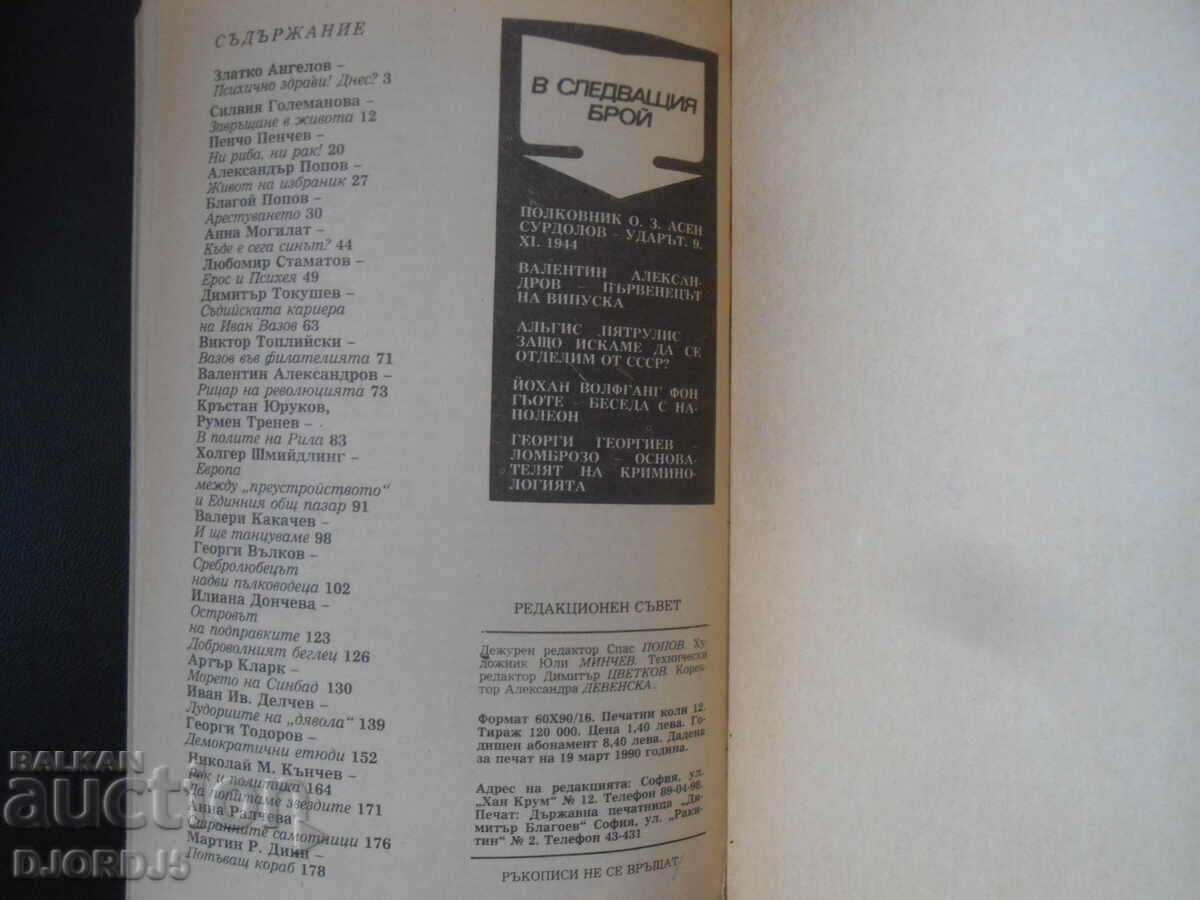 СЪДЪРЖАНИЕ
Златко Ангелов –
Психично здрави! Днес? 3
Силвия Големанова –
Завръщане в живота 12
Пенчо Пенчев –
Ни риба, ни рак! 20
Александър Попов –
Живот на избраник 27
Благой Попов –
Арестуването 30
Анна Могилат –
Къде е сега синът? 44
Любомир Стаматов –
Ерос и Психея 49
Димитър Токушев –
Съдийската кариера
на Иван Вазов 63
Виктор Топлийски –
Вазов във филателията 71
Валентин Александров –
Рицар на революцията 73
Кръстан Юруков,
Румен Тренев –
В полите на Рила 83
Холгер Шмийдлинг –
Европа
между „преустройството“
и Единния общ пазар 91
Валери Какачев –
И ще танцуваме 98
Георги Вълков –
Сребролюбецът
надви пълководеца 102
Илиана Дончева –
Островът
на подправките 123
Доброволният беглец 126
Артър Кларк –
Морето на Синбад 130
Иван Ив. Делчев –
Лудориите на „дявола“ 139
Георги Тодоров –
Демократични етюди 152
Николай М. Кънчев –
Рок и политика 164
Да попитаме звездите 171
Анна Ралчева
Странните самотници 176
Мартин Р. Диин –
Потъващ кораб 178
В СЛЕДВАЩИЯ
БРОЙ
ПОЛКОВНИК О. З. АСЕН
СУРДОЛОВ – УДАРЪТ. 9.
XI. 1944
ВАЛЕНТИН АЛЕКСАН-
ДРОВ – ПЪРВЕНЕЦЪТ
НА ВИПУСКА
АЛЬГИС ПЯТРУЛИС –
ЗАЩО ИСКАМЕ ДА СЕ
ОТДЕЛИМ ОТ СССР?
ЙОХАН ВОЛФГАНГ ФОН
ГЬОТЕ – БЕСЕДА С НА-
ПОЛЕОН
ГЕОРГИ ГЕОРГИЕВ –
ЛОМБРОЗО – ОСНОВА-
ТЕЛЯТ НА КРИМИНО-
ЛОГИЯТА
РЕДАКЦИОНЕН СЪВЕТ
Дежурен редактор Спас ПОПОВ. Ху-
дожник Юли МИНЧЕВ. Технически
редактор Димитър ЦВЕТКОВ. Корек-
тор Александра ДЕВЕНСКА.
Формат 60X90/16. Печатни коли 12.
Тираж 120 000. Цена 1,40 лева. Го-
дишен абонамент 8,40 лева. Дадена
за печат на 19 март 1990 година.
Адрес на редакцията: София, ул.
„Хан Крум“ № 12. Телефон 89-04-98.
Печат: Държавна печатница „Ди-
митър Благоев“ София, ул. „Раки-
тин“ № 2. Телефон 43-431
РЪКОПИСИ НЕ СЕ ВРЪЩАТ
BALKAN
auction
DJORDJ5